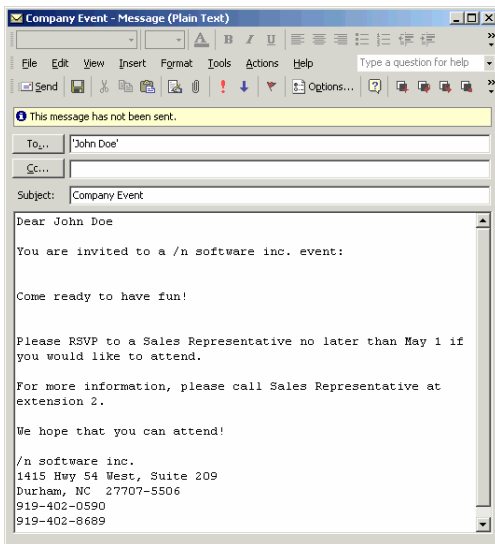 Company Event - Message (Plain Text)
A B I U
File Edit View Insert Format Tools Actions Help Type a question for help
Send Options...
This message has not been sent.
To... 'John Doe'
Cc...
Subject: Company Event
Dear John Doe
You are invited to a /n software inc. event:
Come ready to have fun!
Please RSVP to a Sales Representative no later than May 1 if
you would like to attend.
For more information, please call Sales Representative at
extension 2.
We hope that you can attend!
/n software inc.
1415 Hwy 54 West, Suite 209
Durham, NC 27707-5506
919-402-0590
919-402-8689